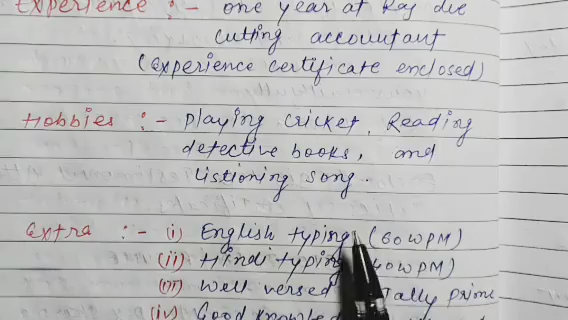 Experience :- one year at Raj die
cutting accountant
(experience certificate enclosed)
Hobbies :- playing cricket, Reading
detective books, and
listioning song.
Extra :- (i) English typing (60 WPM)
(ii) Hindi typing 40 WPM)
(iii) well versed Tally prime
(iv) Good